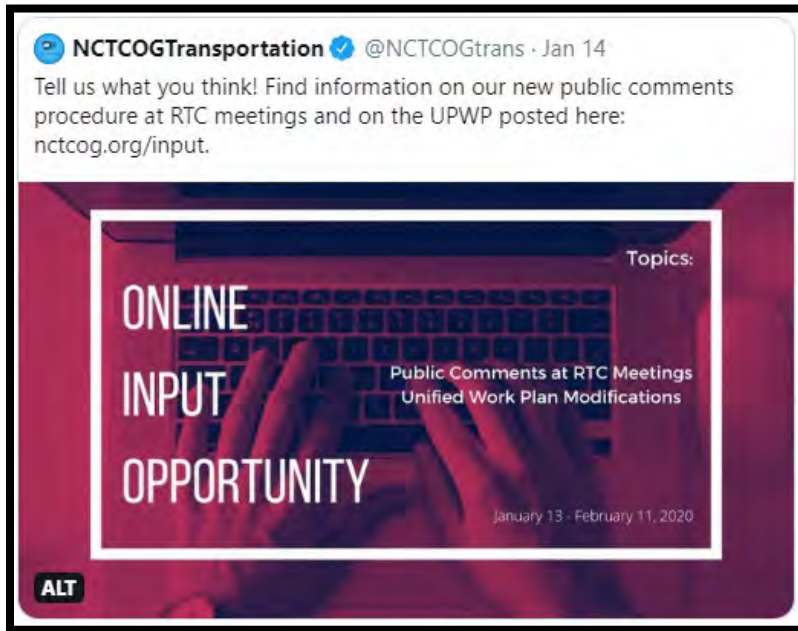 NCTCOGTransportation @NCTCOGtrans · Jan 14
Tell us what you think! Find information on our new public comments
procedure at RTC meetings and on the UPWP posted here:
nctcog.org/input.
Topics:
ONLINE
INPUT
OPPORTUNITY
Public Comments at RTC Meetings
Unified Work Plan Modifications
January 13 - February 11, 2020
ALT